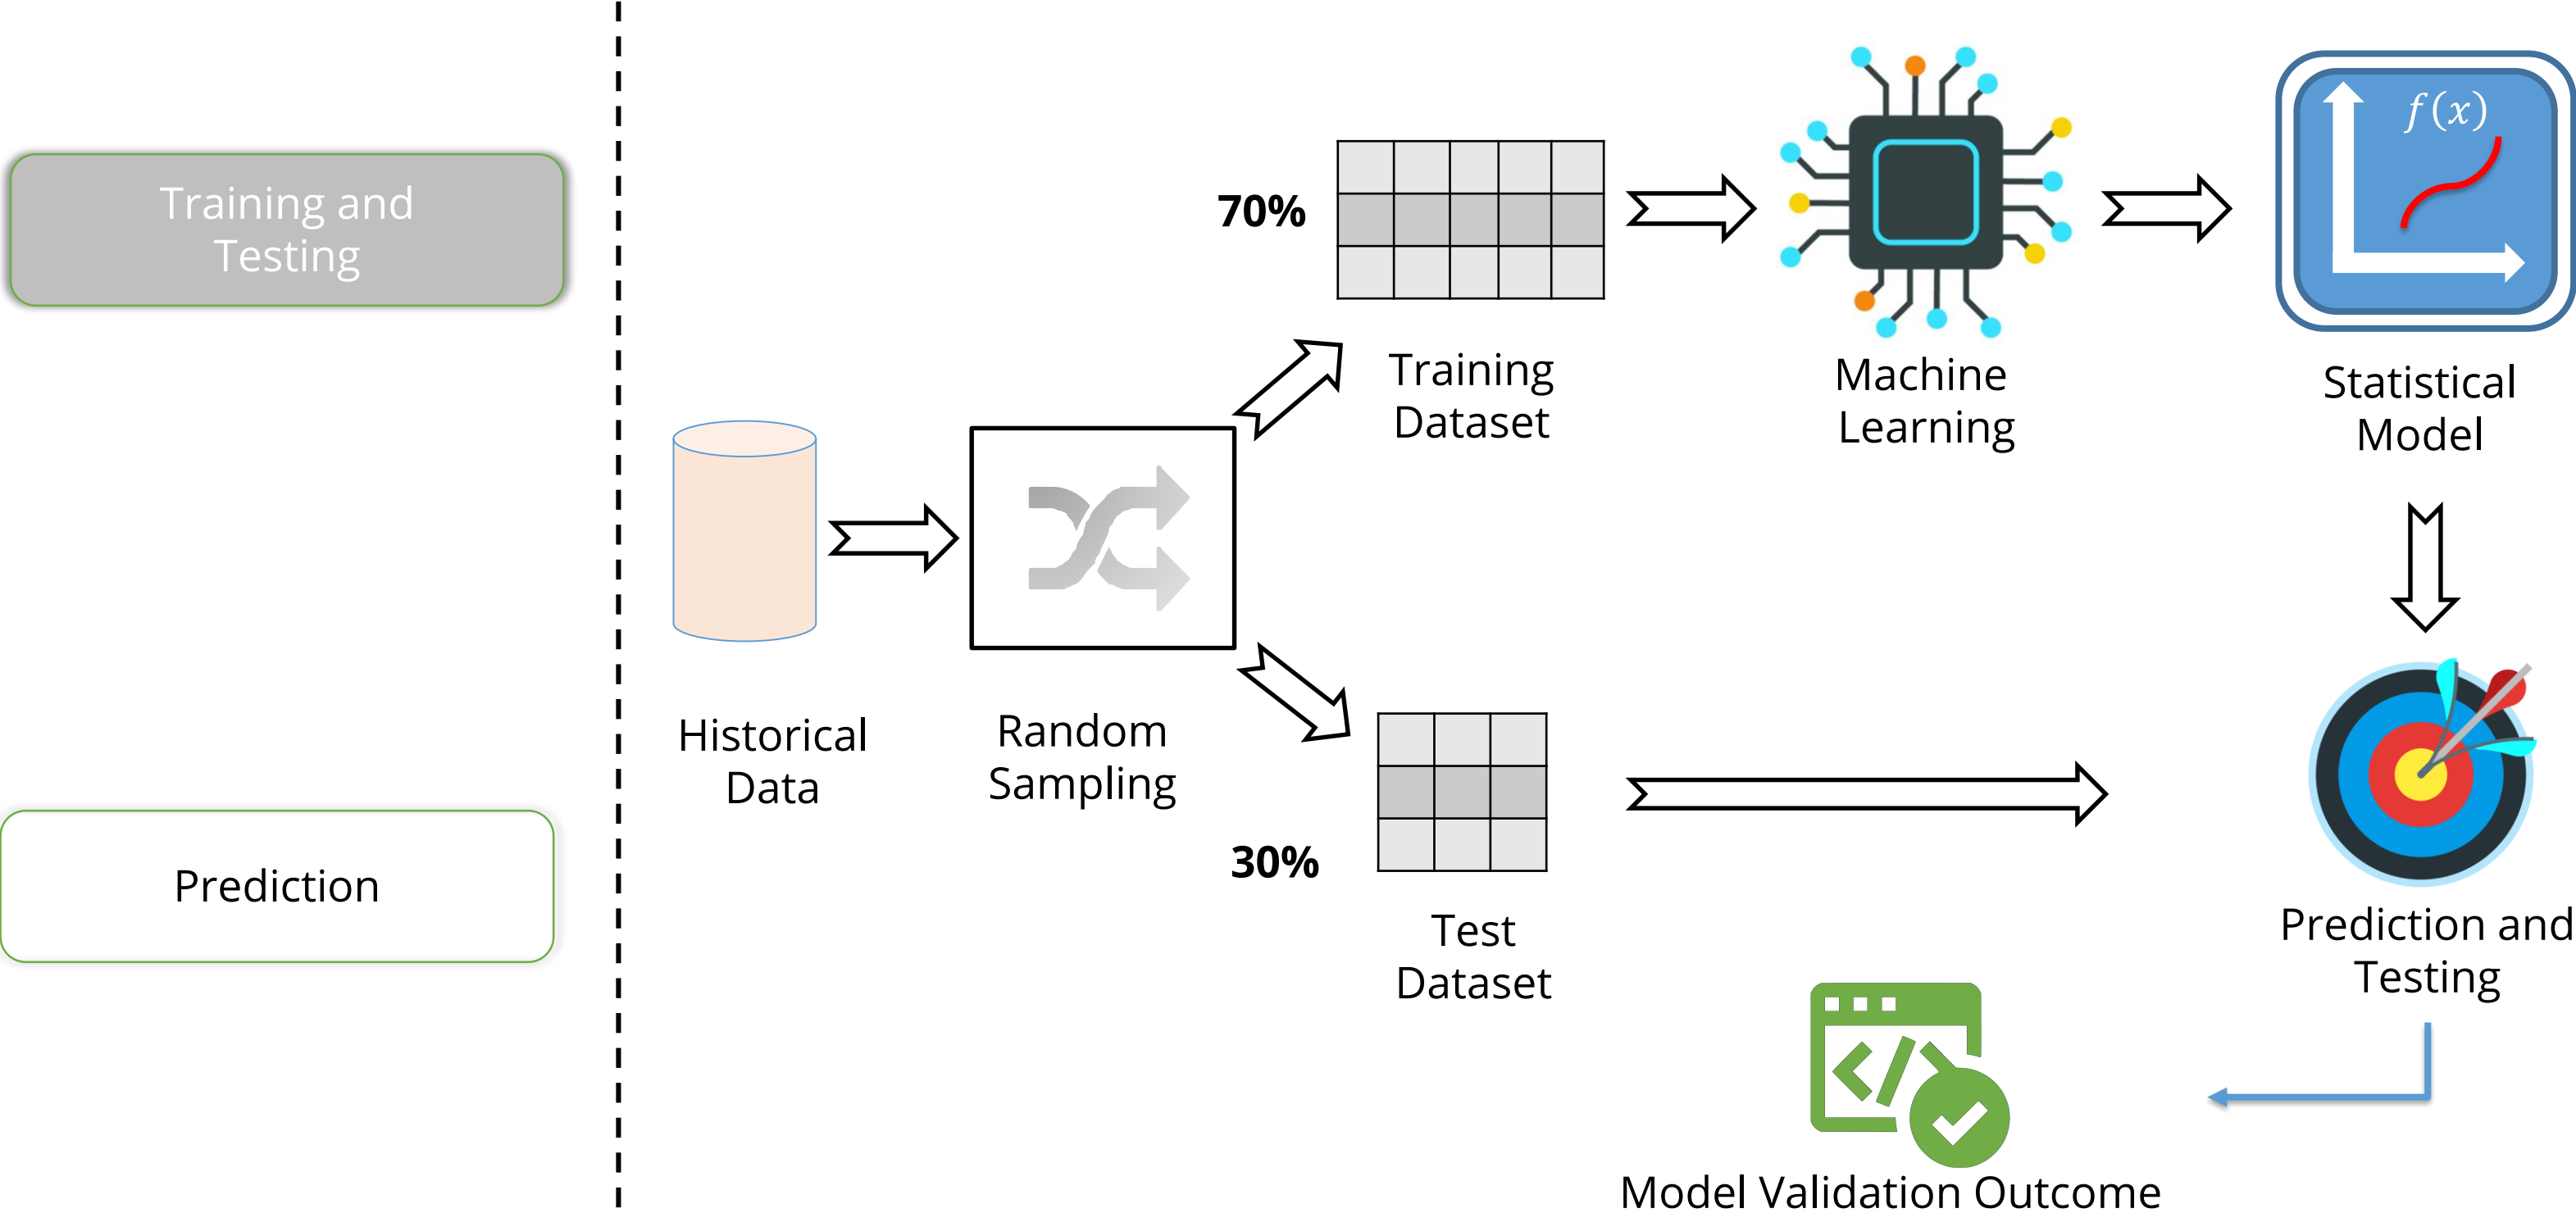 Training and
Testing
Prediction
Historical
Data
Random
Sampling
70%
Training
Dataset
30%
Test
Dataset
Machine
Learning
f(x)
Statistical
Model
Prediction and
Testing
Model Validation Outcome